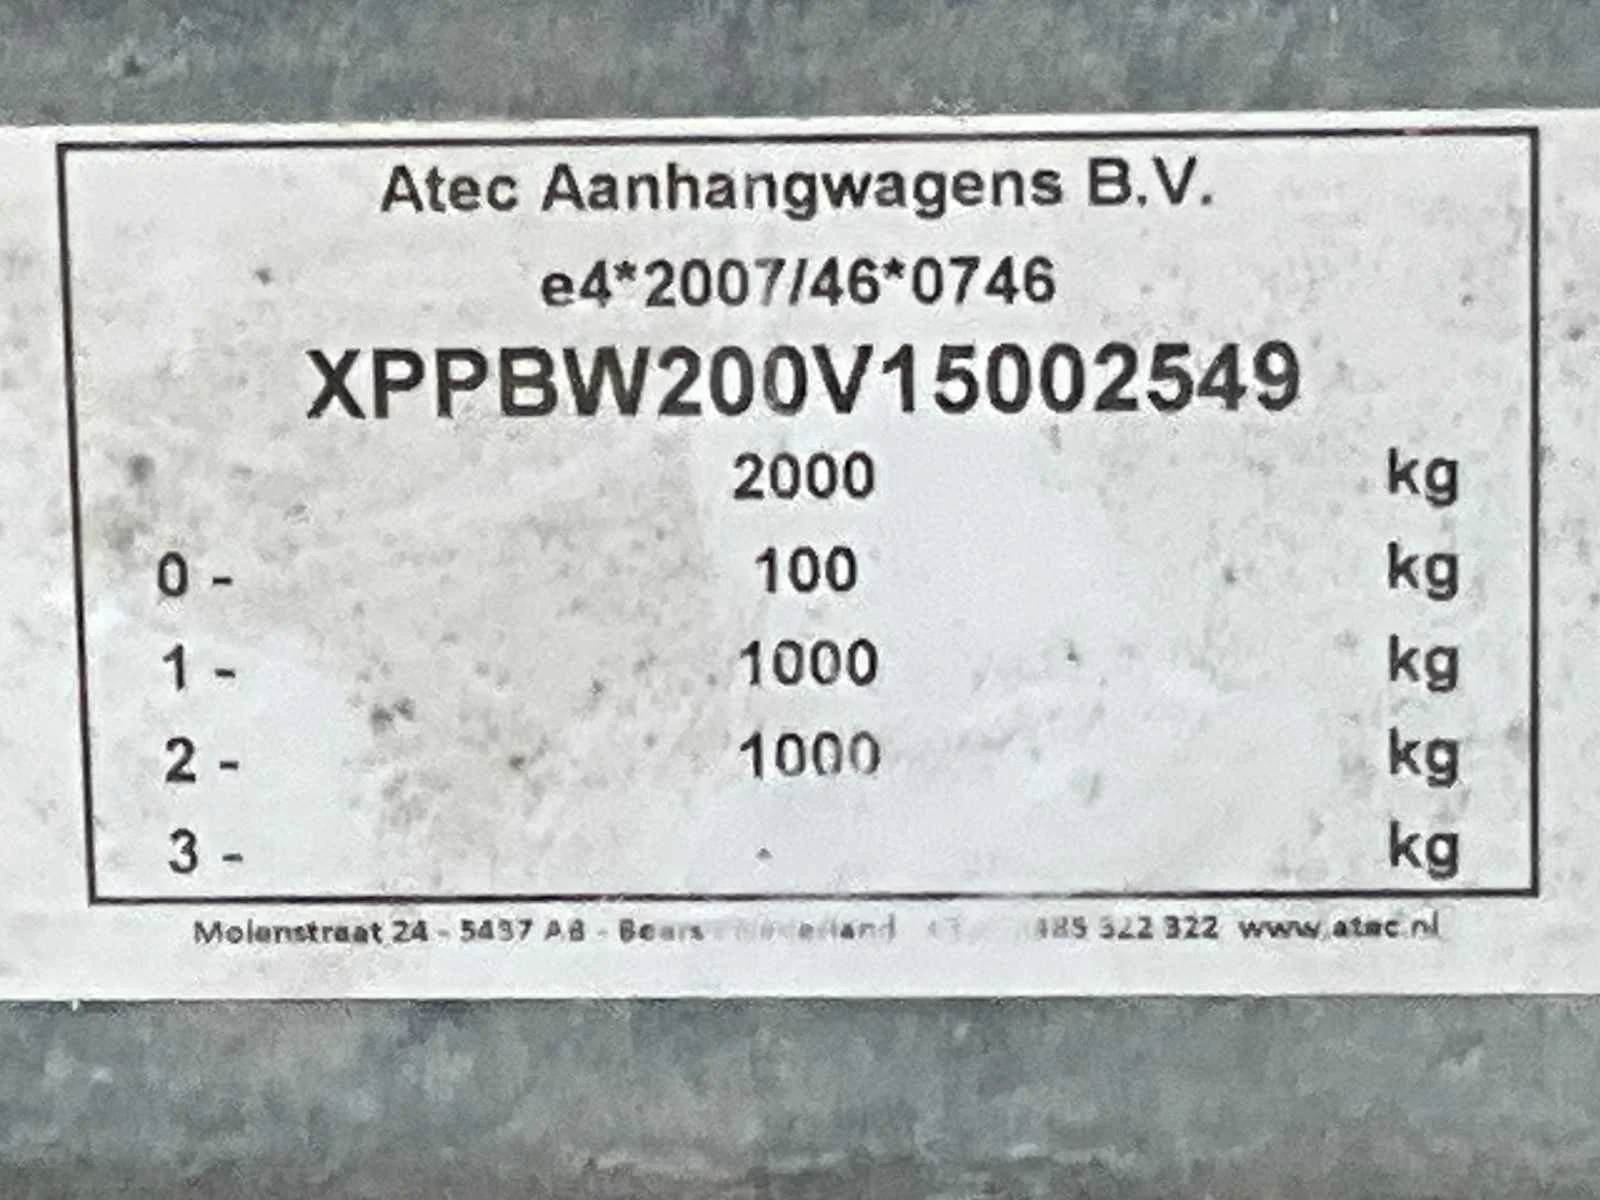 Atec Aanhangwagens B.V.
e4*2007/46*0746
XPPBW200V15002549
2000 kg
0 - 100 kg
1 - 1000 kg
2 - 1000 kg
3 - kg
Molenstraat 24 - 5437 AB - Beers Nederland 485 322 322 www.atec.nl